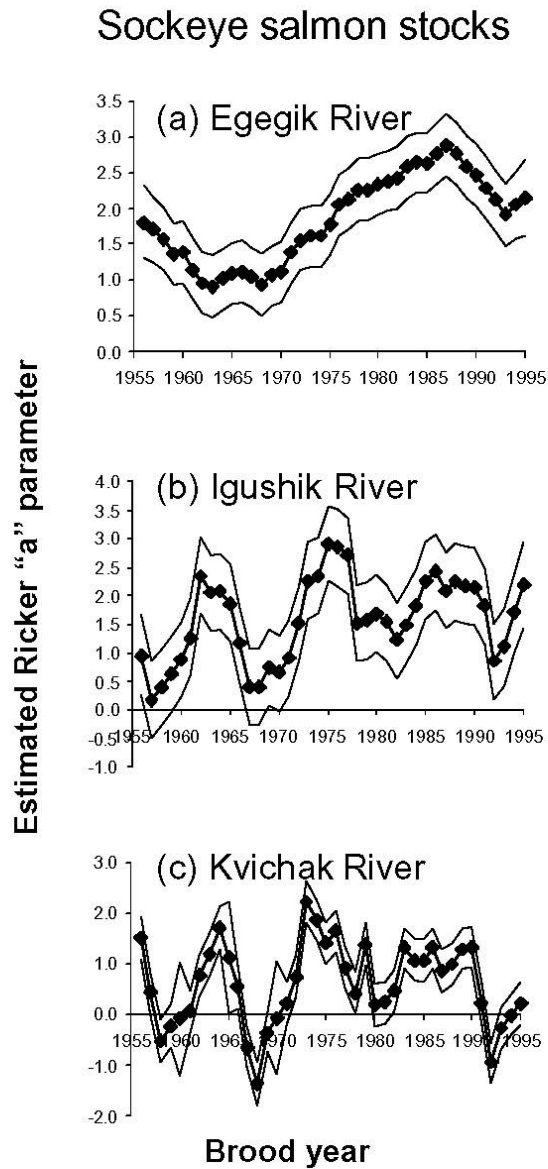 Sockeye salmon stocks
(a) Egegik River
3.5
3.0
2.5
2.0
1.5
1.0
0.5
0.0
1955 1960 1965 1970 1975 1980 1985 1990 1995
Estimated Ricker “a” parameter
(b) Igushik River
4.0
3.5
3.0
2.5
2.0
1.5
1.0
0.5
0.0
-0.5
-1.0
1955 1960 1965 1970 1975 1980 1985 1990 1995
(c) Kvichak River
3.0
2.0
1.0
0.0
-1.0
-2.0
1955 1960 1965 1970 1975 1980 1985 1990 1995
Brood year